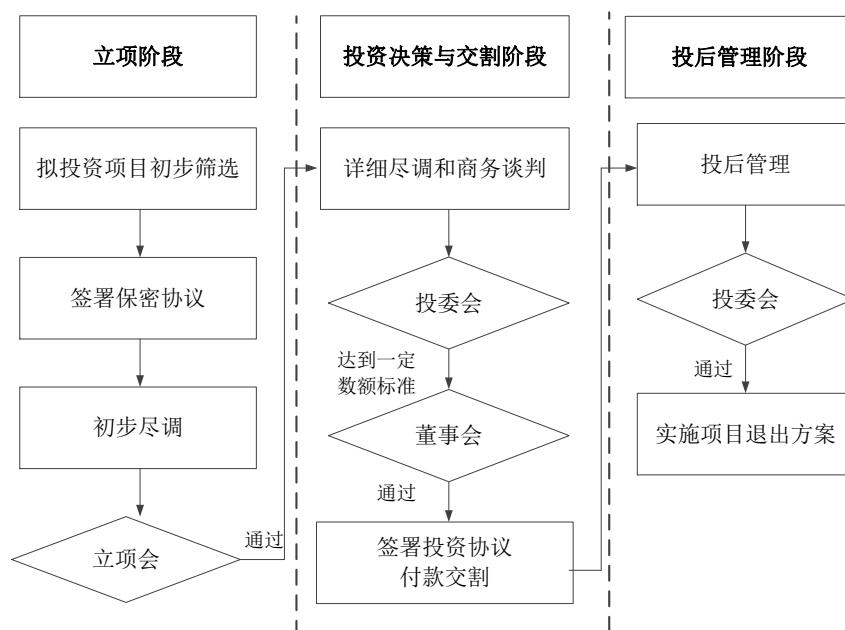 立项阶段
拟投资项目初步筛选
签署保密协议
初步尽调
立项会
通过
投资决策与交割阶段
详细尽调和商务谈判
投委会
达到一定
数额标准
董事会
通过
签署投资协议
付款交割
投后管理阶段
投后管理
投委会
通过
实施项目退出方案